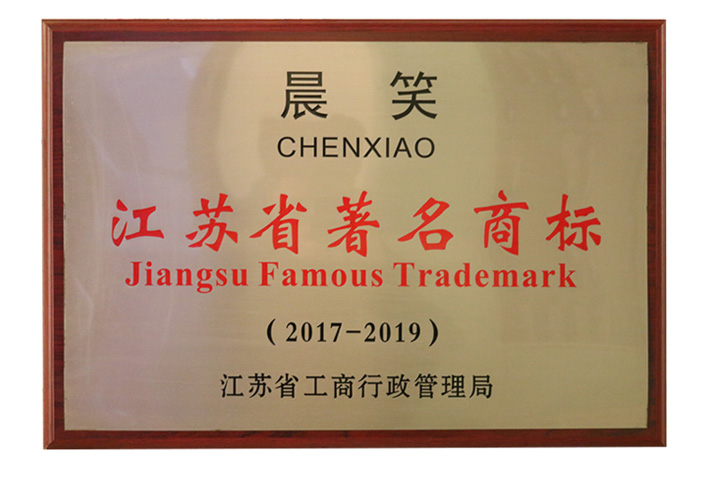 晨笑
CHENXIAO
江苏省著名商标
Jiangsu Famous Trademark
(2017-2019)
江苏省工商行政管理局